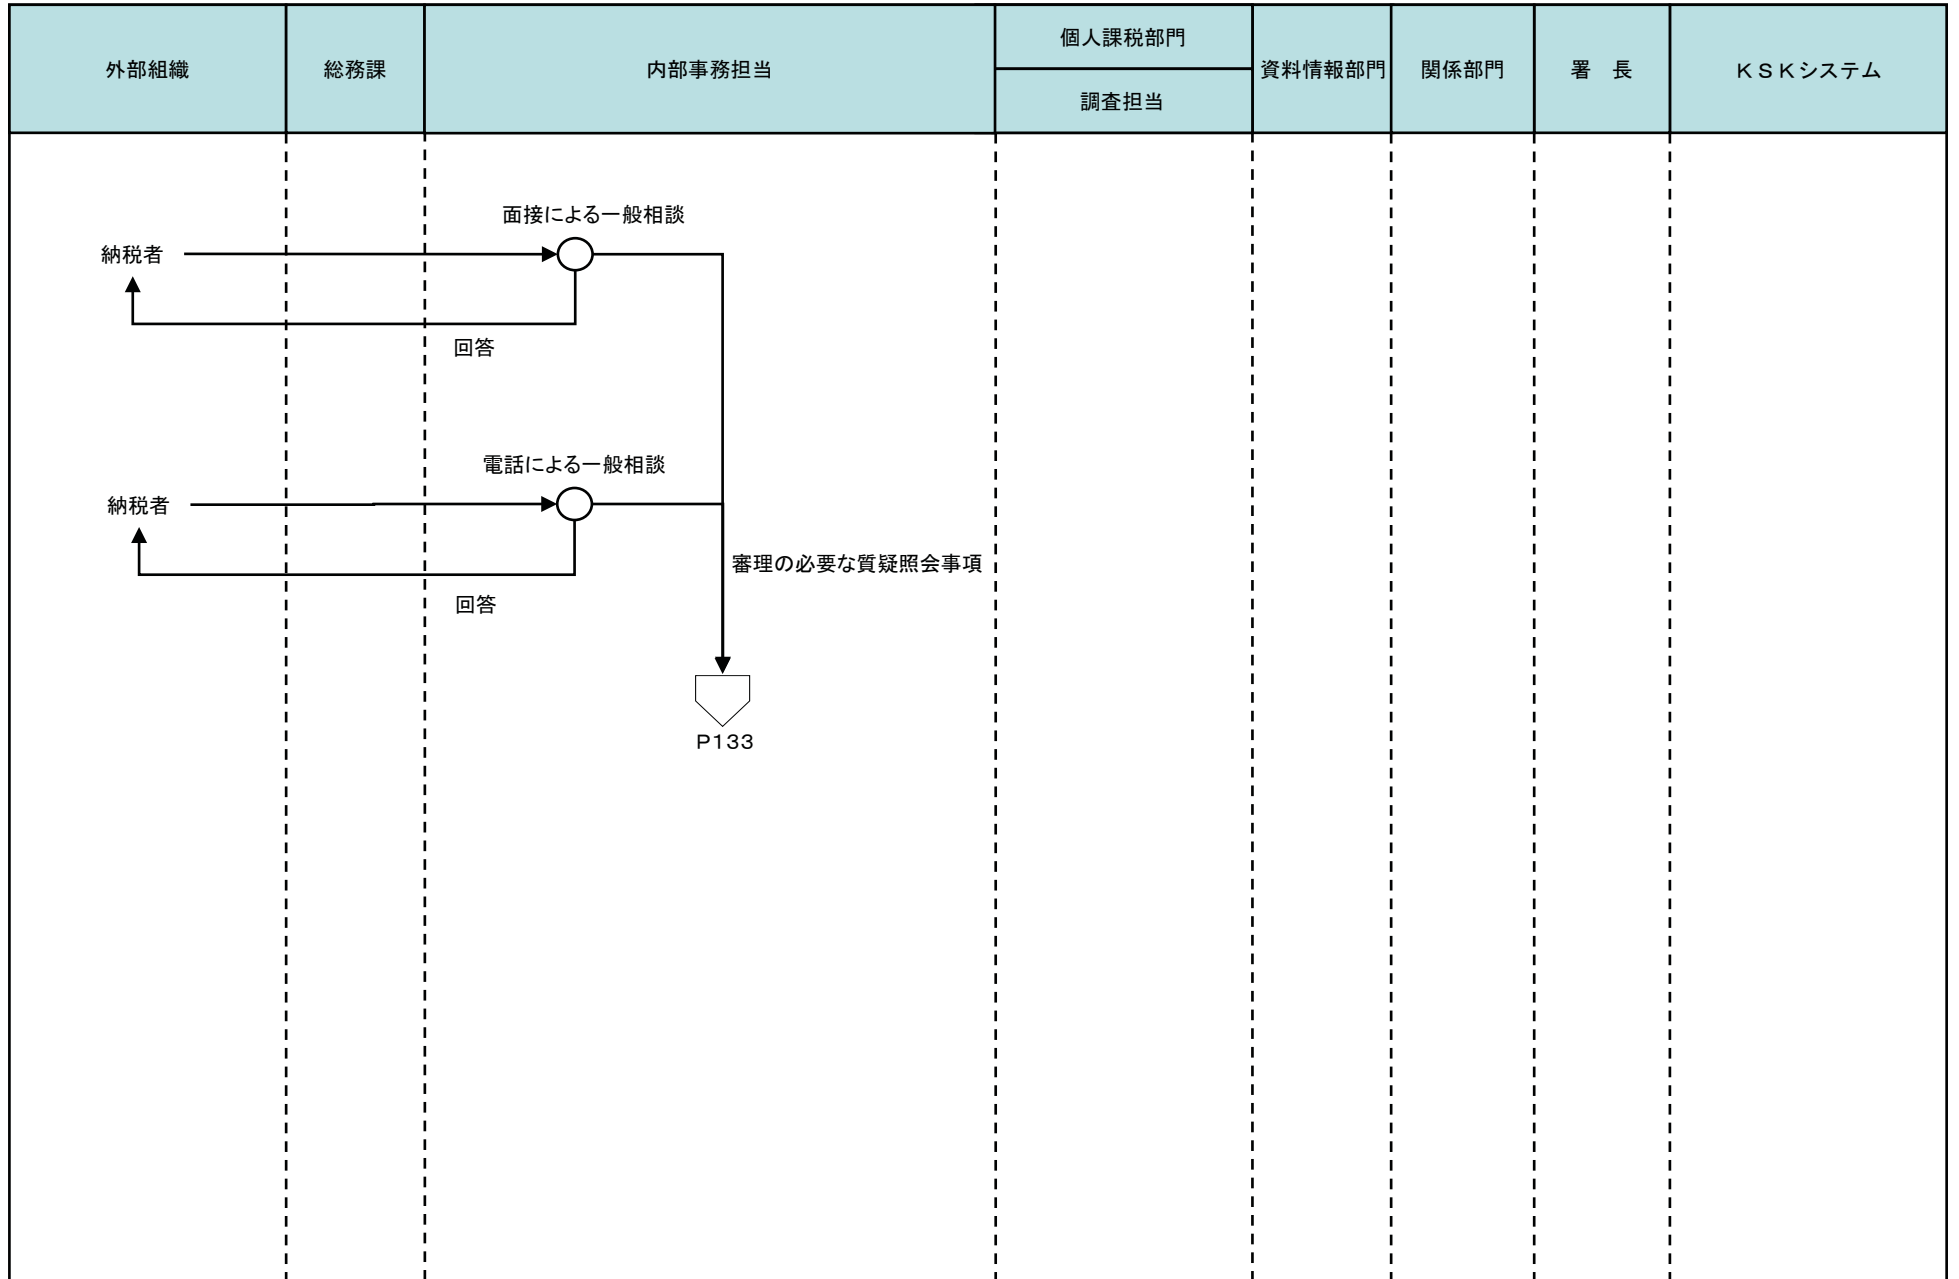 外部組織
総務課
内部事務担当
個人課税部門
調査担当
資料情報部門
関係部門
署　長
ＫＳＫシステム
面接による一般相談
納税者
回答
電話による一般相談
納税者
審理の必要な質疑照会事項
回答
P133